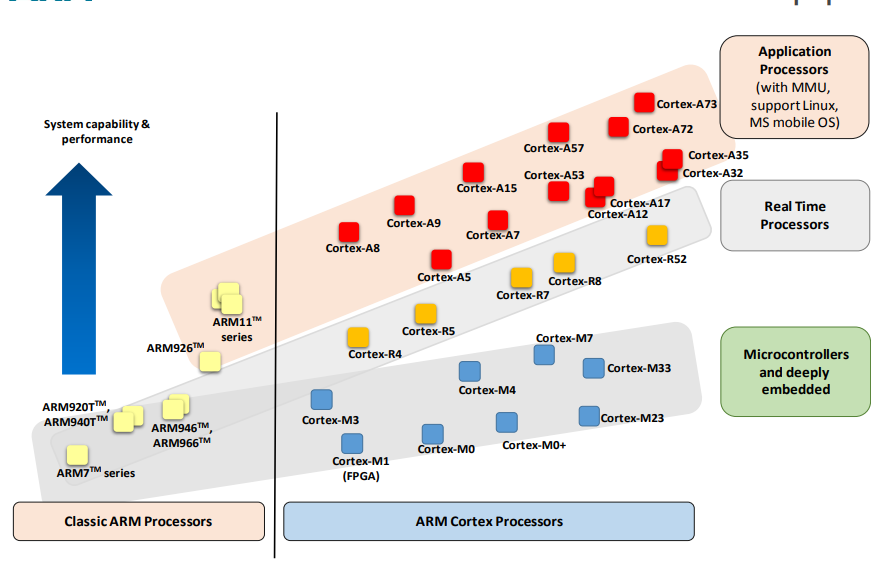 Application
Processors
(with MMU,
support Linux,
MS mobile OS)
System capability &
performance
Cortex-A73
Cortex-A72
Cortex-A57
Cortex-A35
Cortex-A32
Cortex-A53
Cortex-A15
Cortex-A17
Cortex-A12
Cortex-A9
Cortex-A7
Cortex-A8
Cortex-A5
Real Time
Processors
Cortex-R52
Cortex-R8
Cortex-R7
Cortex-R5
Cortex-R4
ARM11™
series
ARM926™
ARM920T™,
ARM940T™
ARM946™,
ARM966™
ARM7™ series
Cortex-M7
Cortex-M33
Cortex-M4
Cortex-M3
Cortex-M23
Cortex-M0+
Cortex-M0
Cortex-M1
(FPGA)
Microcontrollers
and deeply
embedded
Classic ARM Processors
ARM Cortex Processors